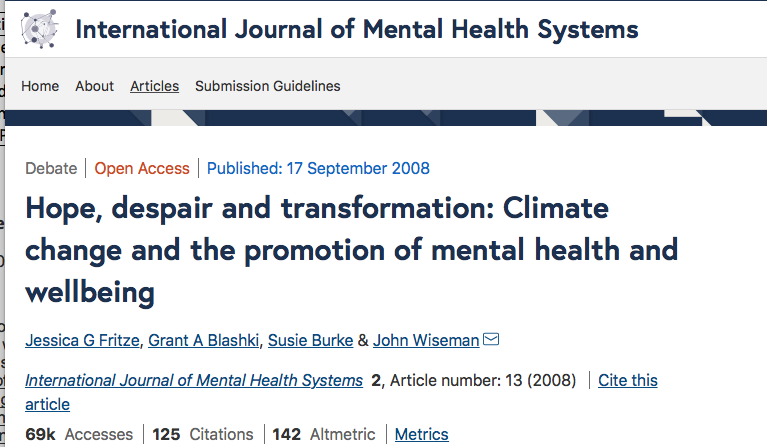 International Journal of Mental Health Systems
Home About Articles Submission Guidelines
Debate | Open Access | Published: 17 September 2008
Hope, despair and transformation: Climate
change and the promotion of mental health and
wellbeing
Jessica G Fritze, Grant A Blashki, Susie Burke & John Wiseman
International Journal of Mental Health Systems 2, Article number: 13 (2008) | Cite this
article
69k Accesses | 125 Citations | 142 Altmetric | Metrics